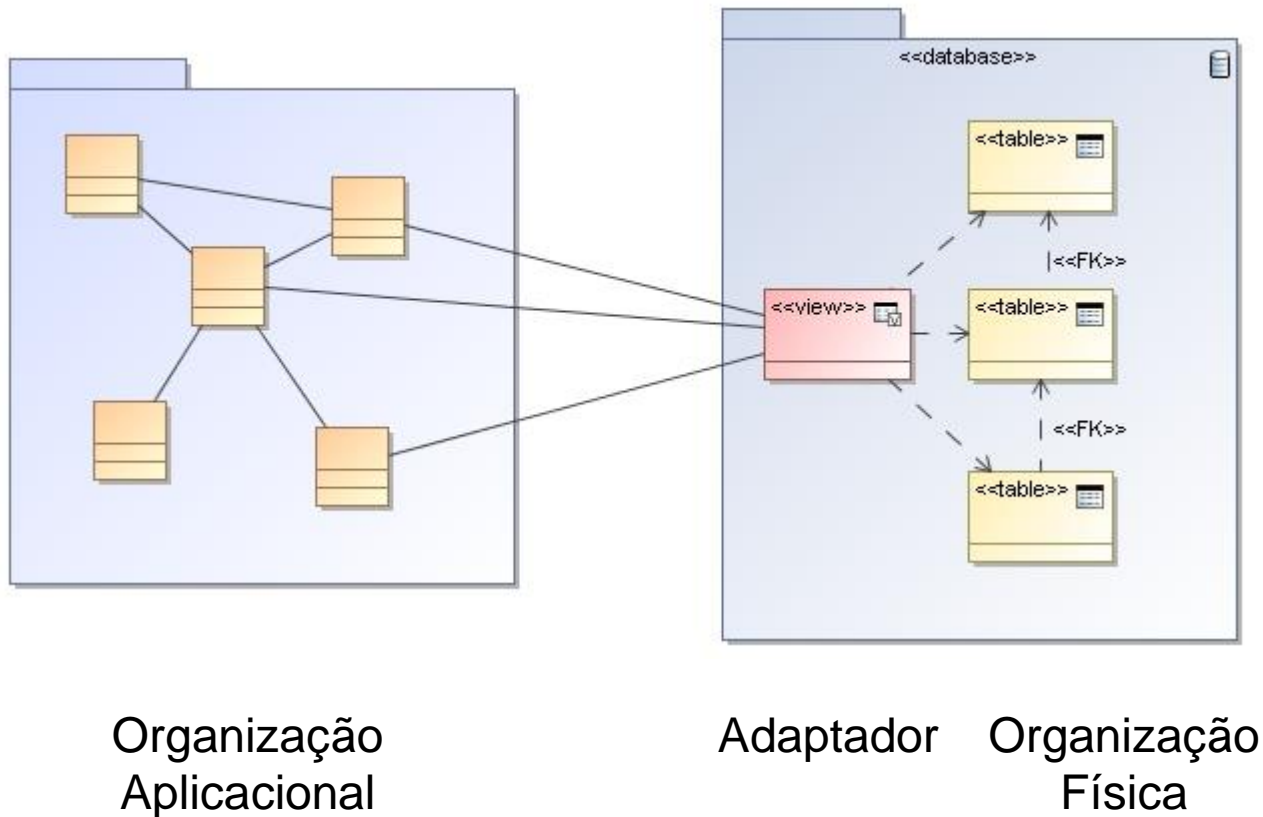 <<database>>
<<table>>
<<FK>>
<<view>>
<<table>>
<<FK>>
<<table>>
Organização
Aplicacional
Adaptador
Organização
Física